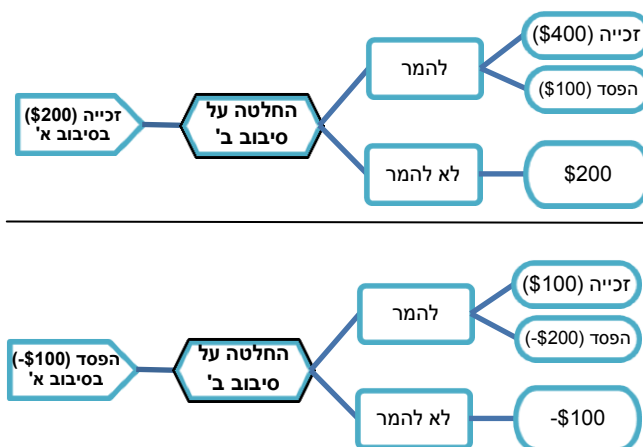 זכייה ($200)
בסיבוב א'
החלטה על
סיבוב ב'
להמר
זכייה ($400)
הפסד ($100)
לא להמר
$200
הפסד ($100-)
בסיבוב א'
החלטה על
סיבוב ב'
להמר
זכייה ($100)
הפסד ($200-)
לא להמר
-$100